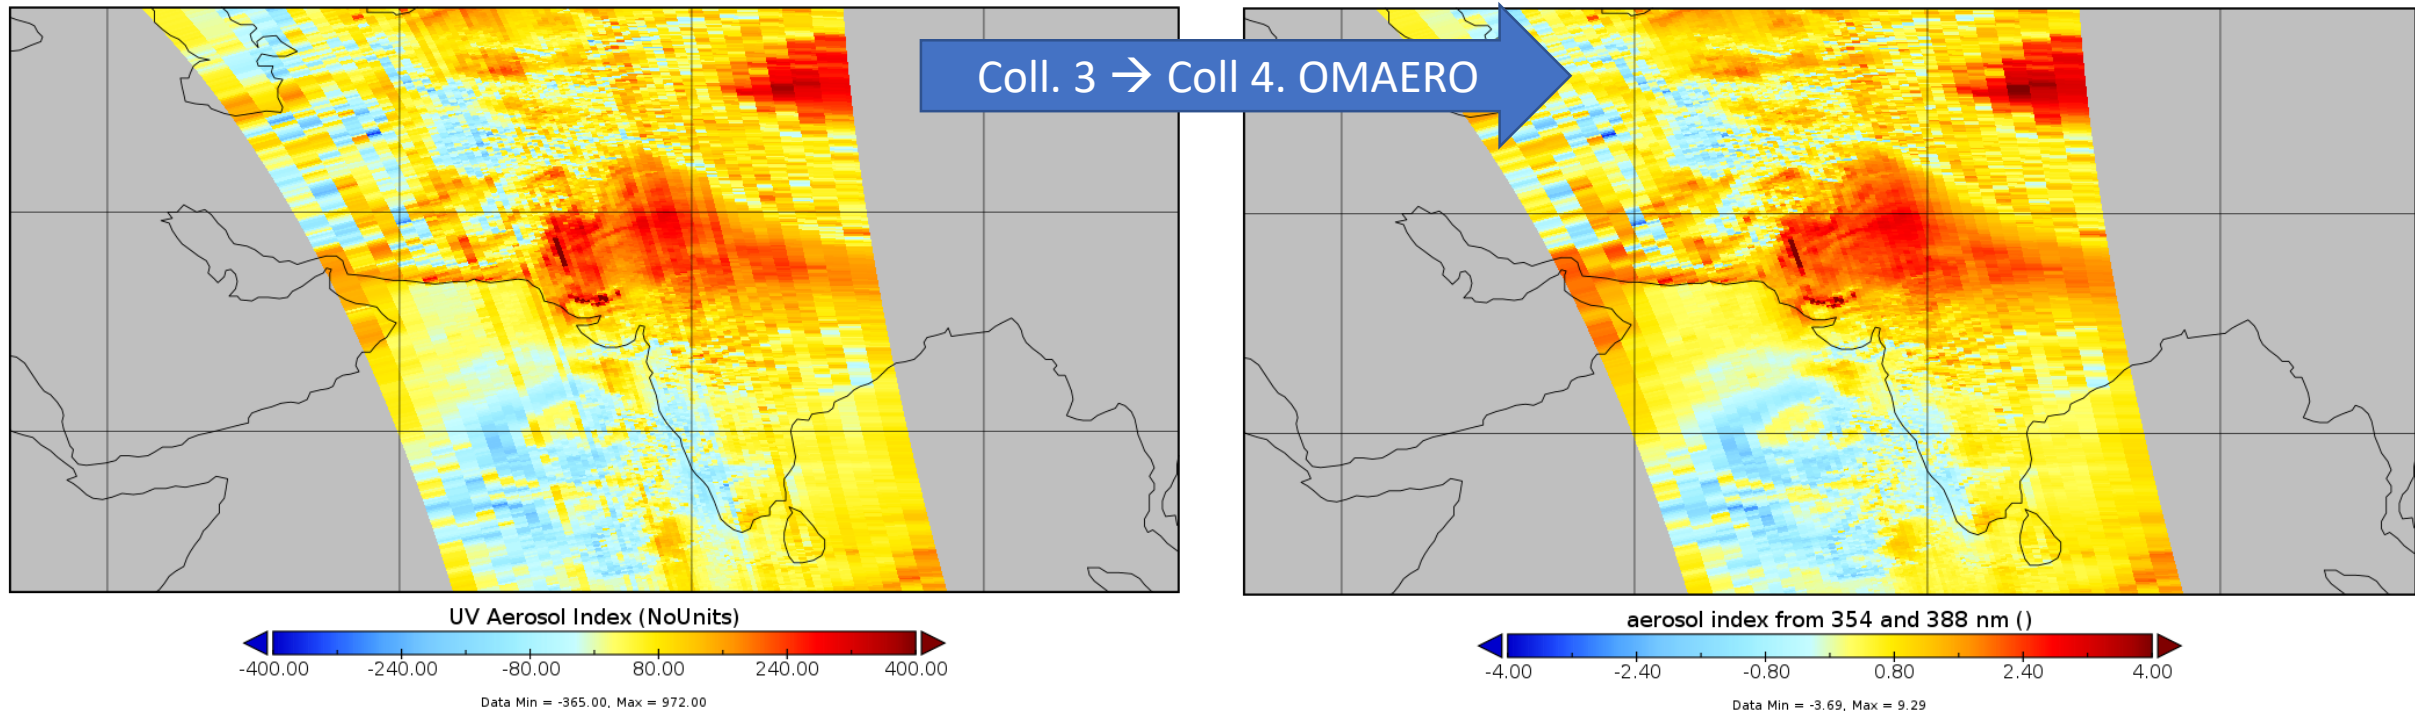 Coll. 3 → Coll 4. OMAERO
UV Aerosol Index (NoUnits)
-400.00 -240.00 -80.00 80.00 240.00 400.00
Data Min = -365.00, Max = 972.00
aerosol index from 354 and 388 nm ()
-4.00 -2.40 -0.80 0.80 2.40 4.00
Data Min = -3.69, Max = 9.29